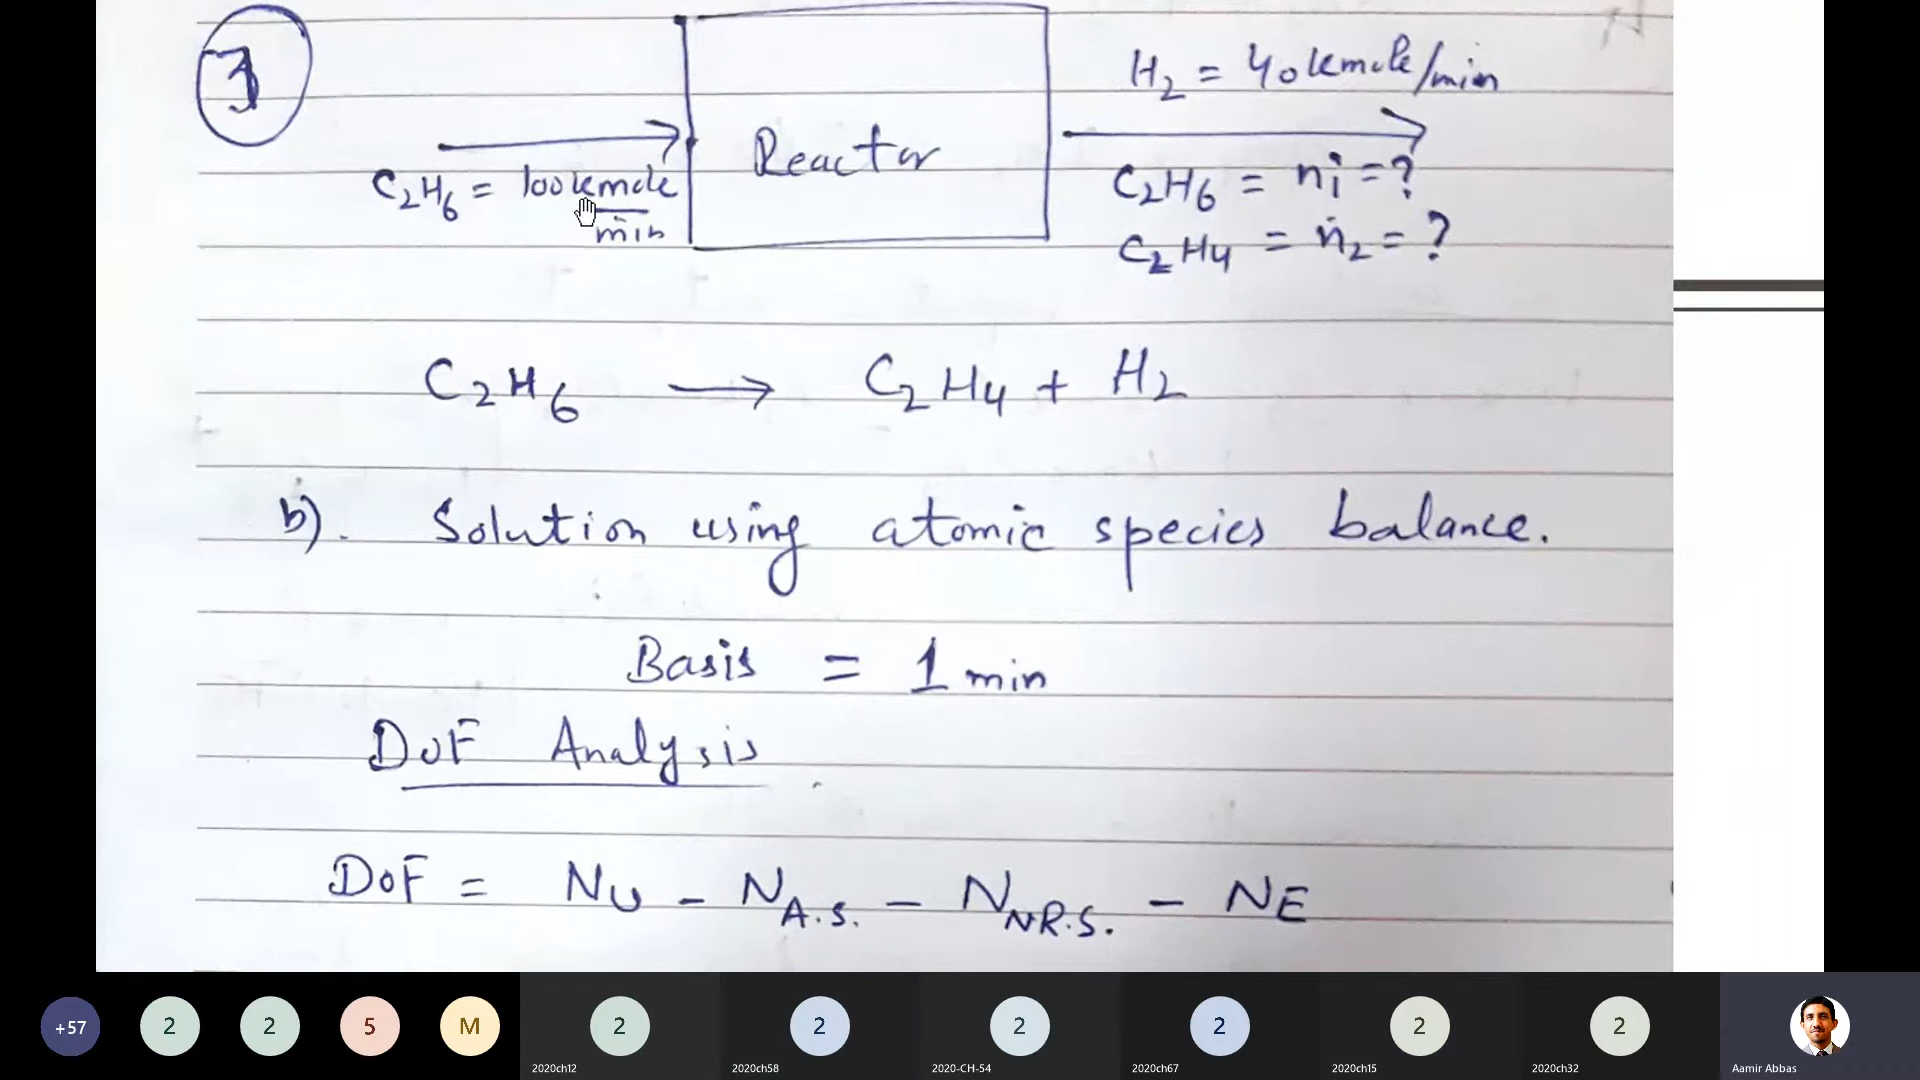 3
H2 = 40 kmole/min
C2H6 = 100 kmole
min
Reactor
C2H6 = ṅ1 = ?
C2H4 = ṅ2 = ?
C2H6 → C2H4 + H2
b). Solution using atomic species balance.
Basis = 1 min
DoF Analysis
DoF = NU - NA.S. - NNR.S. - NE
+57
2
2
5
M
2
2
2
2
2
2
2020ch12
2020ch58
2020-CH-54
2020ch67
2020ch15
2020ch32
Aamir Abbas